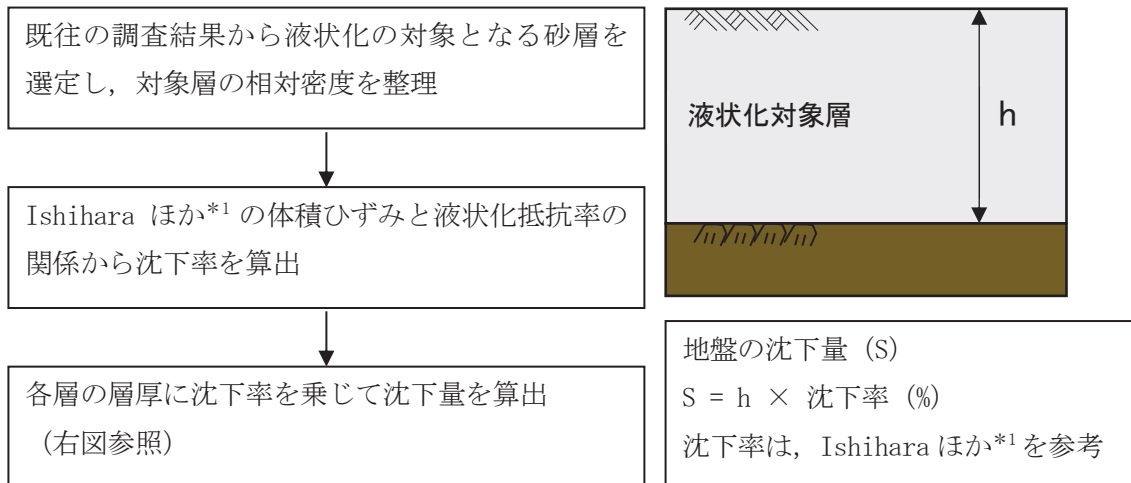 既往の調査結果から液状化の対象となる砂層を
選定し，対象層の相対密度を整理
Ishihara ほか*1 の体積ひずみと液状化抵抗率の
関係から沈下率を算出
各層の層厚に沈下率を乗じて沈下量を算出
（右図参照）
液状化対象層
h
地盤の沈下量 (S)
S = h × 沈下率 (%)
沈下率は，Ishihara ほか*1 を参考